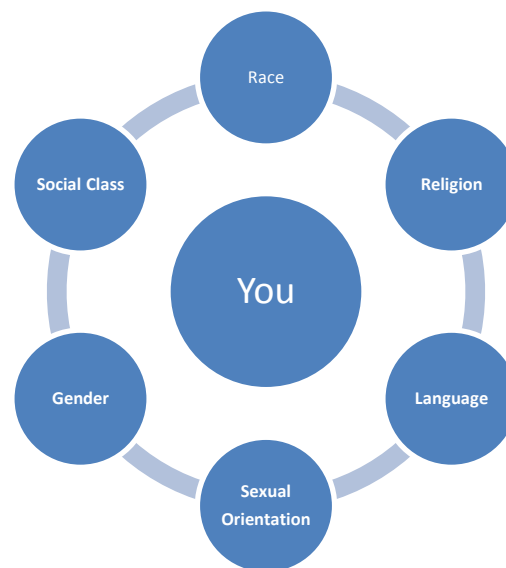 Race
Religion
Social Class
You
Language
Gender
Sexual
Orientation